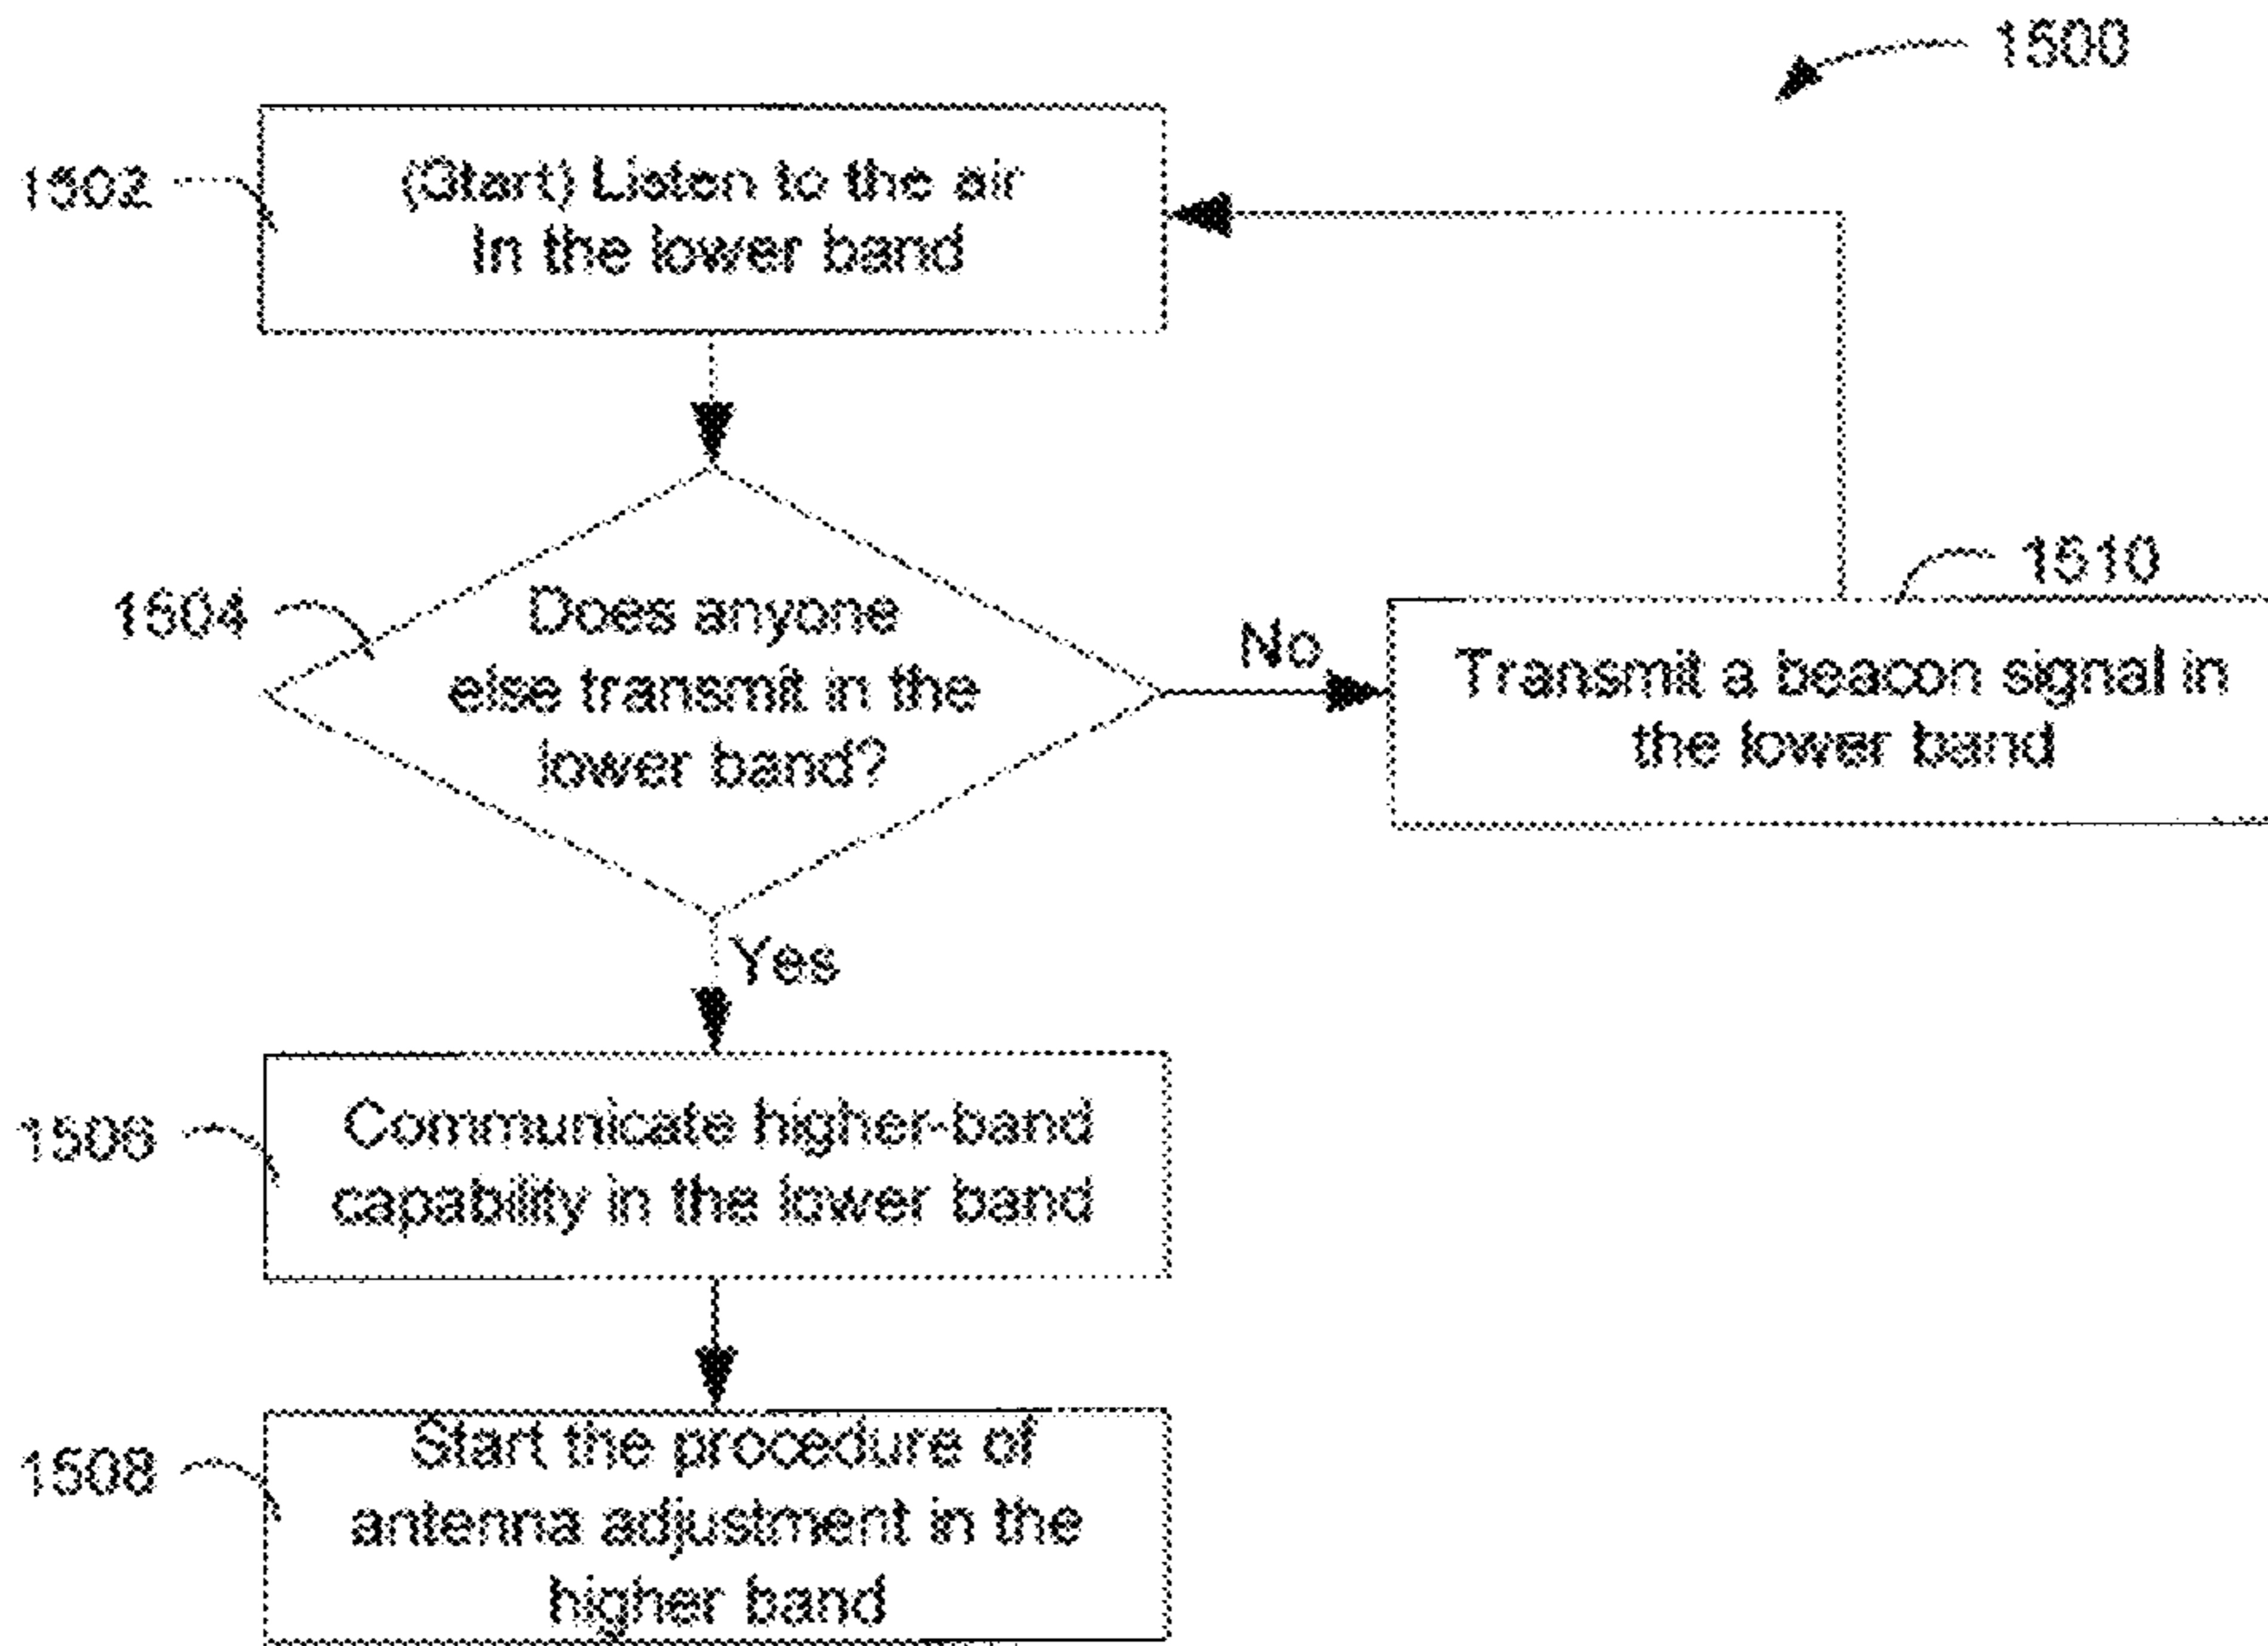 1500
1502
(Start) Listen to the air
In the lower band
1504
Does anyone
else transmit in the
lower band?
No
1510
Transmit a beacon signal in
the lower band
Yes
1506
Communicate higher-band
capability in the lower band
1508
Start the procedure of
antenna adjustment in the
higher band